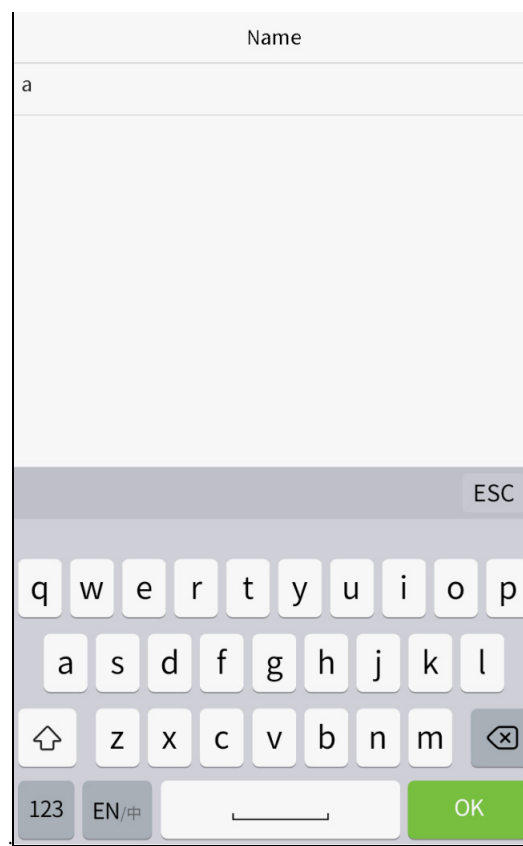 Name
a
ESC
q w e r t y u i o p
a s d f g h j k l
z x c v b n m
123 EN/中 OK